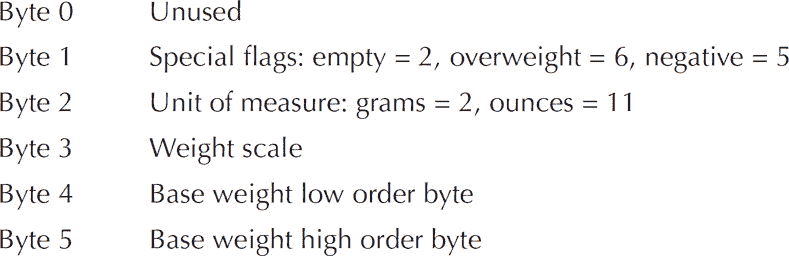 Byte 0 Unused
Byte 1 Special flags: empty = 2, overweight = 6, negative = 5
Byte 2 Unit of measure: grams = 2, ounces = 11
Byte 3 Weight scale
Byte 4 Base weight low order byte
Byte 5 Base weight high order byte